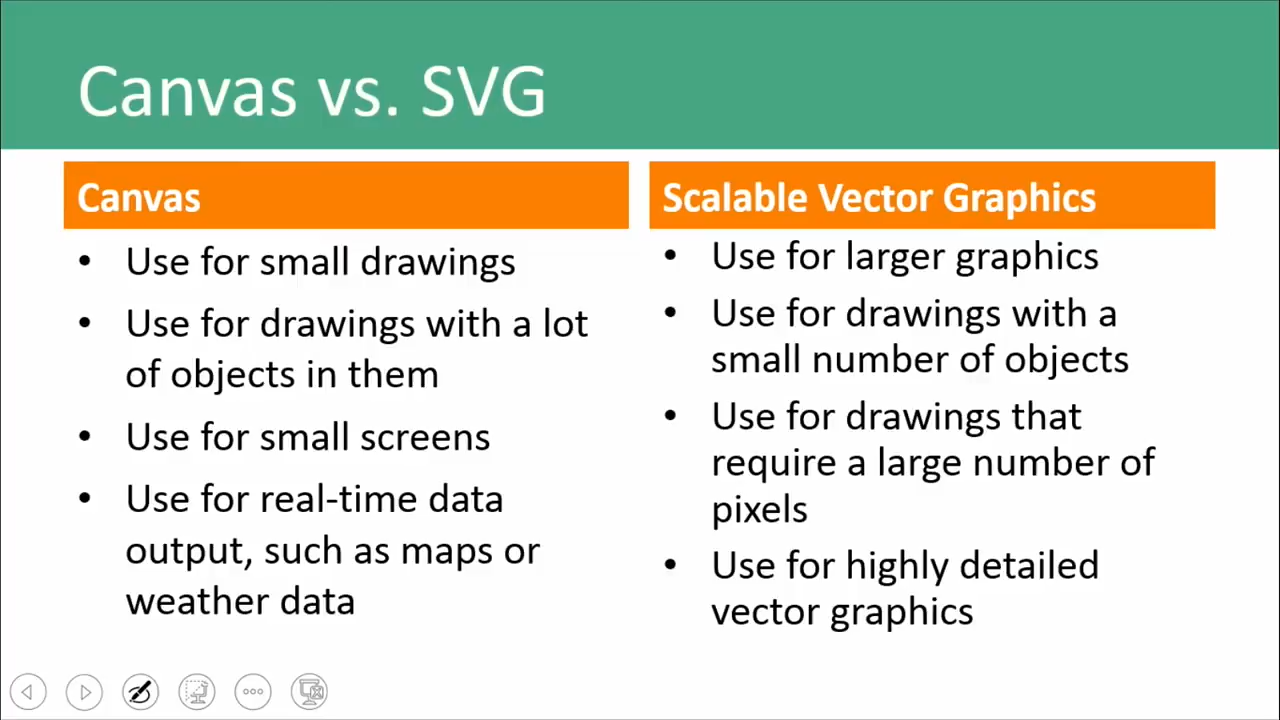 Canvas vs. SVG
Canvas
• Use for small drawings
• Use for drawings with a lot
of objects in them
• Use for small screens
• Use for real-time data
output, such as maps or
weather data
Scalable Vector Graphics
• Use for larger graphics
• Use for drawings with a
small number of objects
• Use for drawings that
require a large number of
pixels
• Use for highly detailed
vector graphics